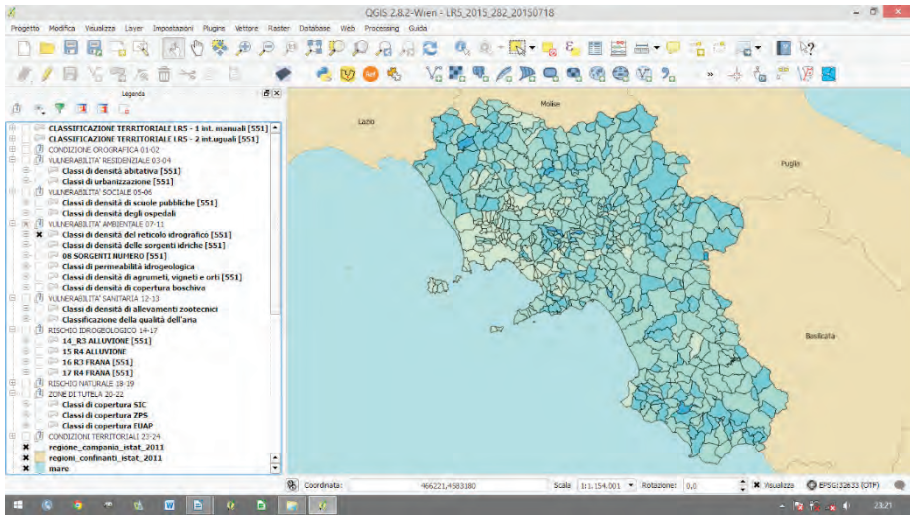 QGIS 2.8.2-Wien - LR5_2015_282_20150718
Progetto Modifica Visualizza Layer Impostazioni Plugins Vettore Raster Database Web Processing Guida
Legenda
CLASSIFICAZIONE TERRITORIALE LR5 - 1 int. manuali [551]
CLASSIFICAZIONE TERRITORIALE LR5 - 2 int.uguali [551]
CONDIZIONE OROGRAFICA 01-02
VULNERABILITA' RESIDENZIALE 03-04
Classi di densità abitativa [551]
Classi di urbanizzazione [551]
VULNERABILITA' SOCIALE 05-06
Classi di densità di scuole pubbliche [551]
Classi di densità degli ospedali
VULNERABILITA' AMBIENTALE 07-11
Classi di densità del reticolo idrografico [551]
Classi di densità delle sorgenti idriche [551]
08 SORGENTI NUMERO [551]
Classi di permeabilità idrogeologica
Classi di densità di agrumeti, vigneti e orti [551]
Classi di densità di copertura boschiva
VULNERABILITA' SANITARIA 12-13
Classi di densità di allevamenti zootecnici
Classificazione della qualità dell'aria
RISCHIO IDROGEOLOGICO 14-17
14_R3 ALLUVIONE [551]
15 R4 ALLUVIONE
16 R3 FRANA [551]
17 R4 FRANA [551]
RISCHIO NATURALE 18-19
ZONE DI TUTELA 20-22
Classi di copertura SIC
Classi di copertura ZPS
Classi di copertura EUAP
CONDIZIONI TERRITORIALI 23-24
regione_campania_istat_2011
regioni_confinanti_istat_2011
mare
Molise
Lazio
Puglia
Basilicata
Coordinata: 466221,4583180 Scala 1:1.154.001 Rotazione: 0,0 Visualizza EPSG:32633 (OTF)
23:21